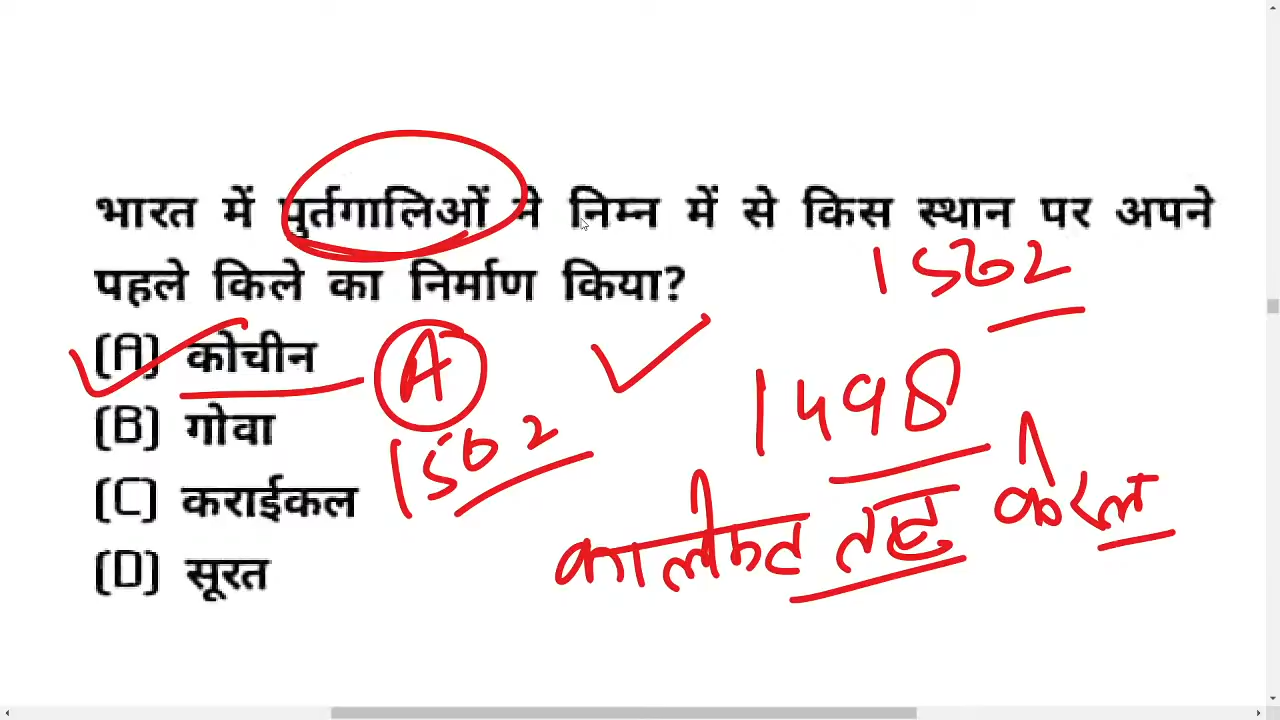 भारत में पुर्तगालिओं ने निम्न में से किस स्थान पर अपने
पहले किले का निर्माण किया?
1502
(A) कोचीन
A
1498
(B) गोवा
1502
(C) कराईकल
कालीकट तट केरल
(D) सूरत